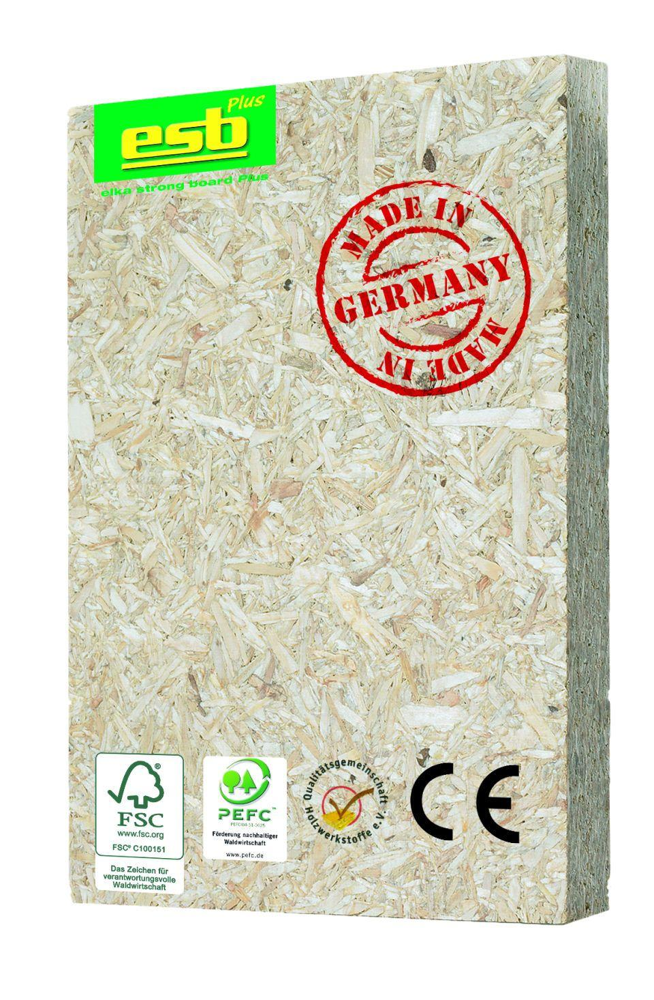 Plus
esb
elka strong board Plus
MADE IN
GERMANY
MADE IN
FSC®
www.fsc.org
FSC® C100151
Das Zeichen für
verantwortungsvolle
Waldwirtschaft
PEFC™
PEFC/04-31-0625
Förderung nachhaltiger
Waldwirtschaft
www.pefc.de
Qualitätsgemeinschaft
Holzwerkstoffe e.V.
CE